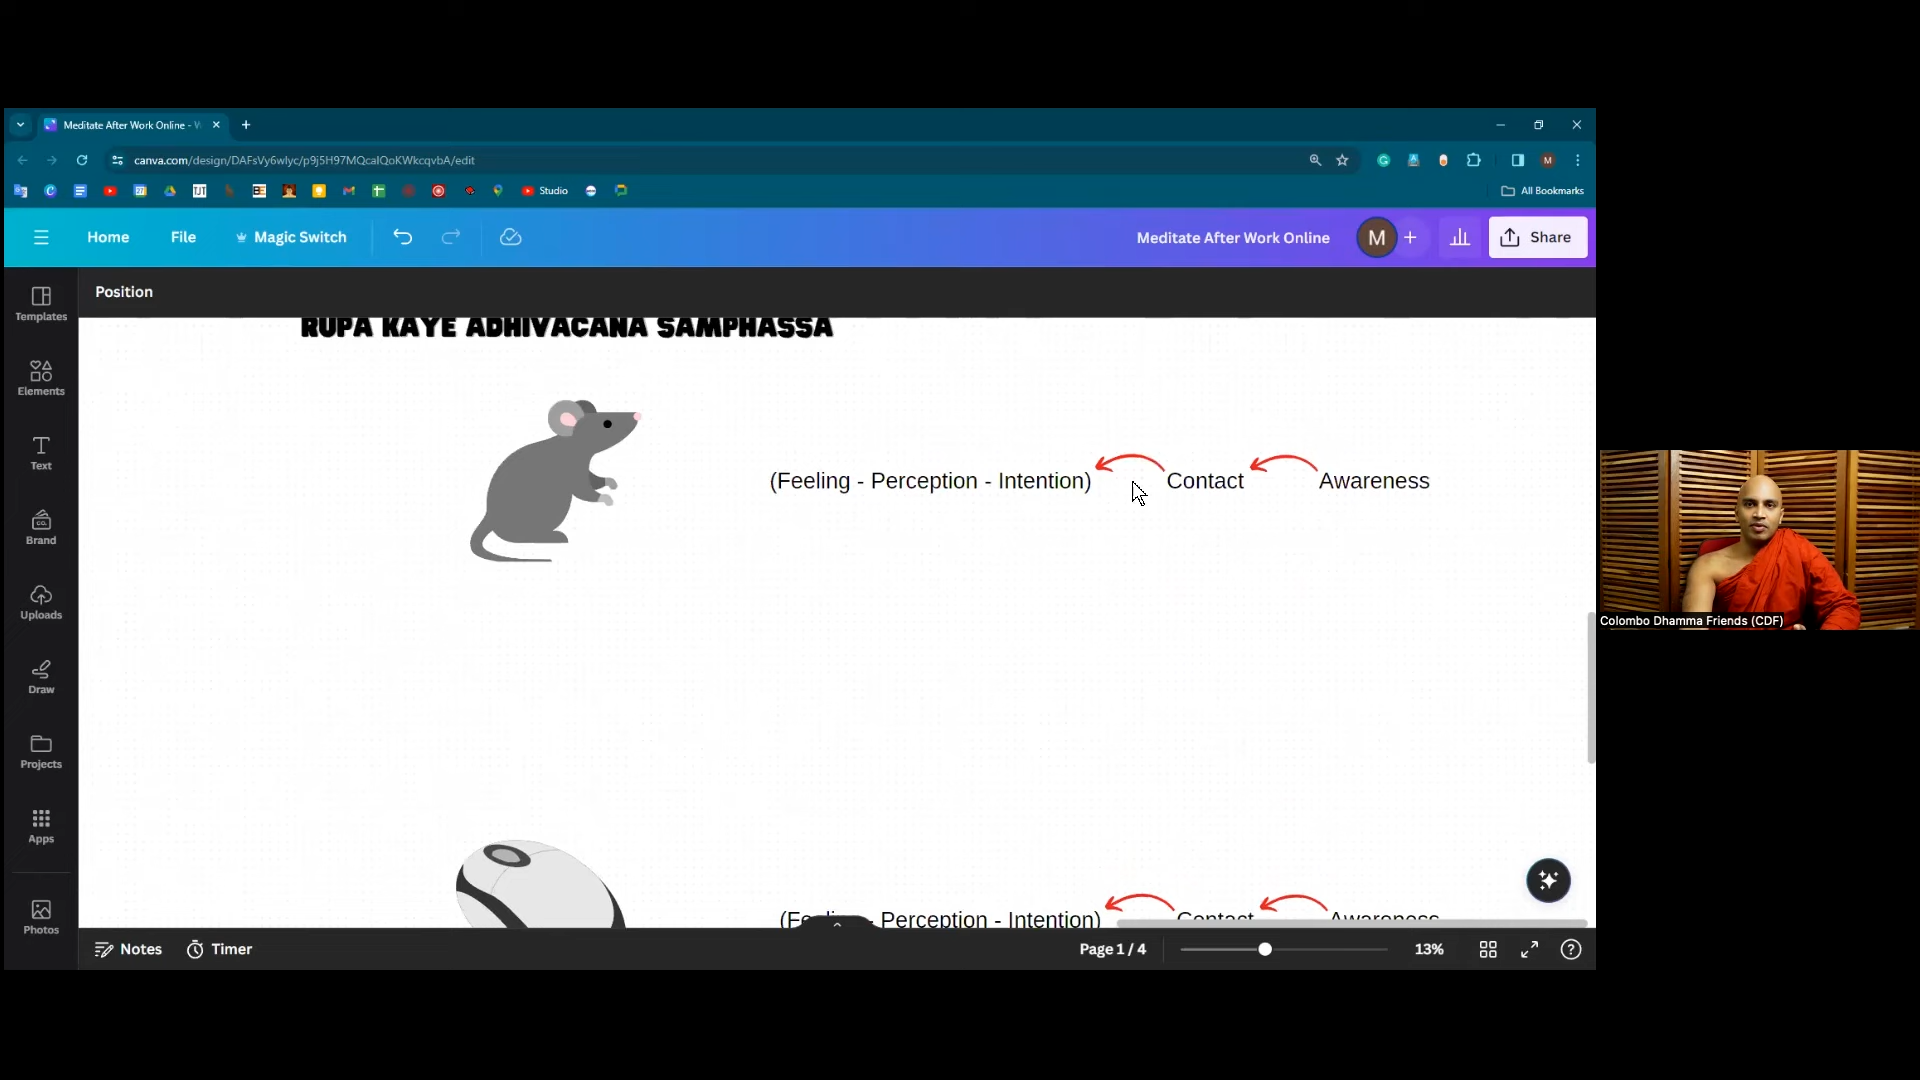 Meditate After Work Online - W
canva.com/design/DAFsVy6wlyc/p9j5H97MQcalQoKWkcqvbA/edit
Studio
All Bookmarks
Home
File
Magic Switch
Meditate After Work Online
M
Share
Templates
Elements
Text
Brand
Uploads
Draw
Projects
Apps
Photos
Position
RUPA KAYE ADHIVACANA SAMPHASSA
(Feeling - Perception - Intention) Contact Awareness
Perception - Intention) Contact Awareness
Colombo Dhamma Friends (CDF)
Notes
Timer
Page 1 / 4
13%